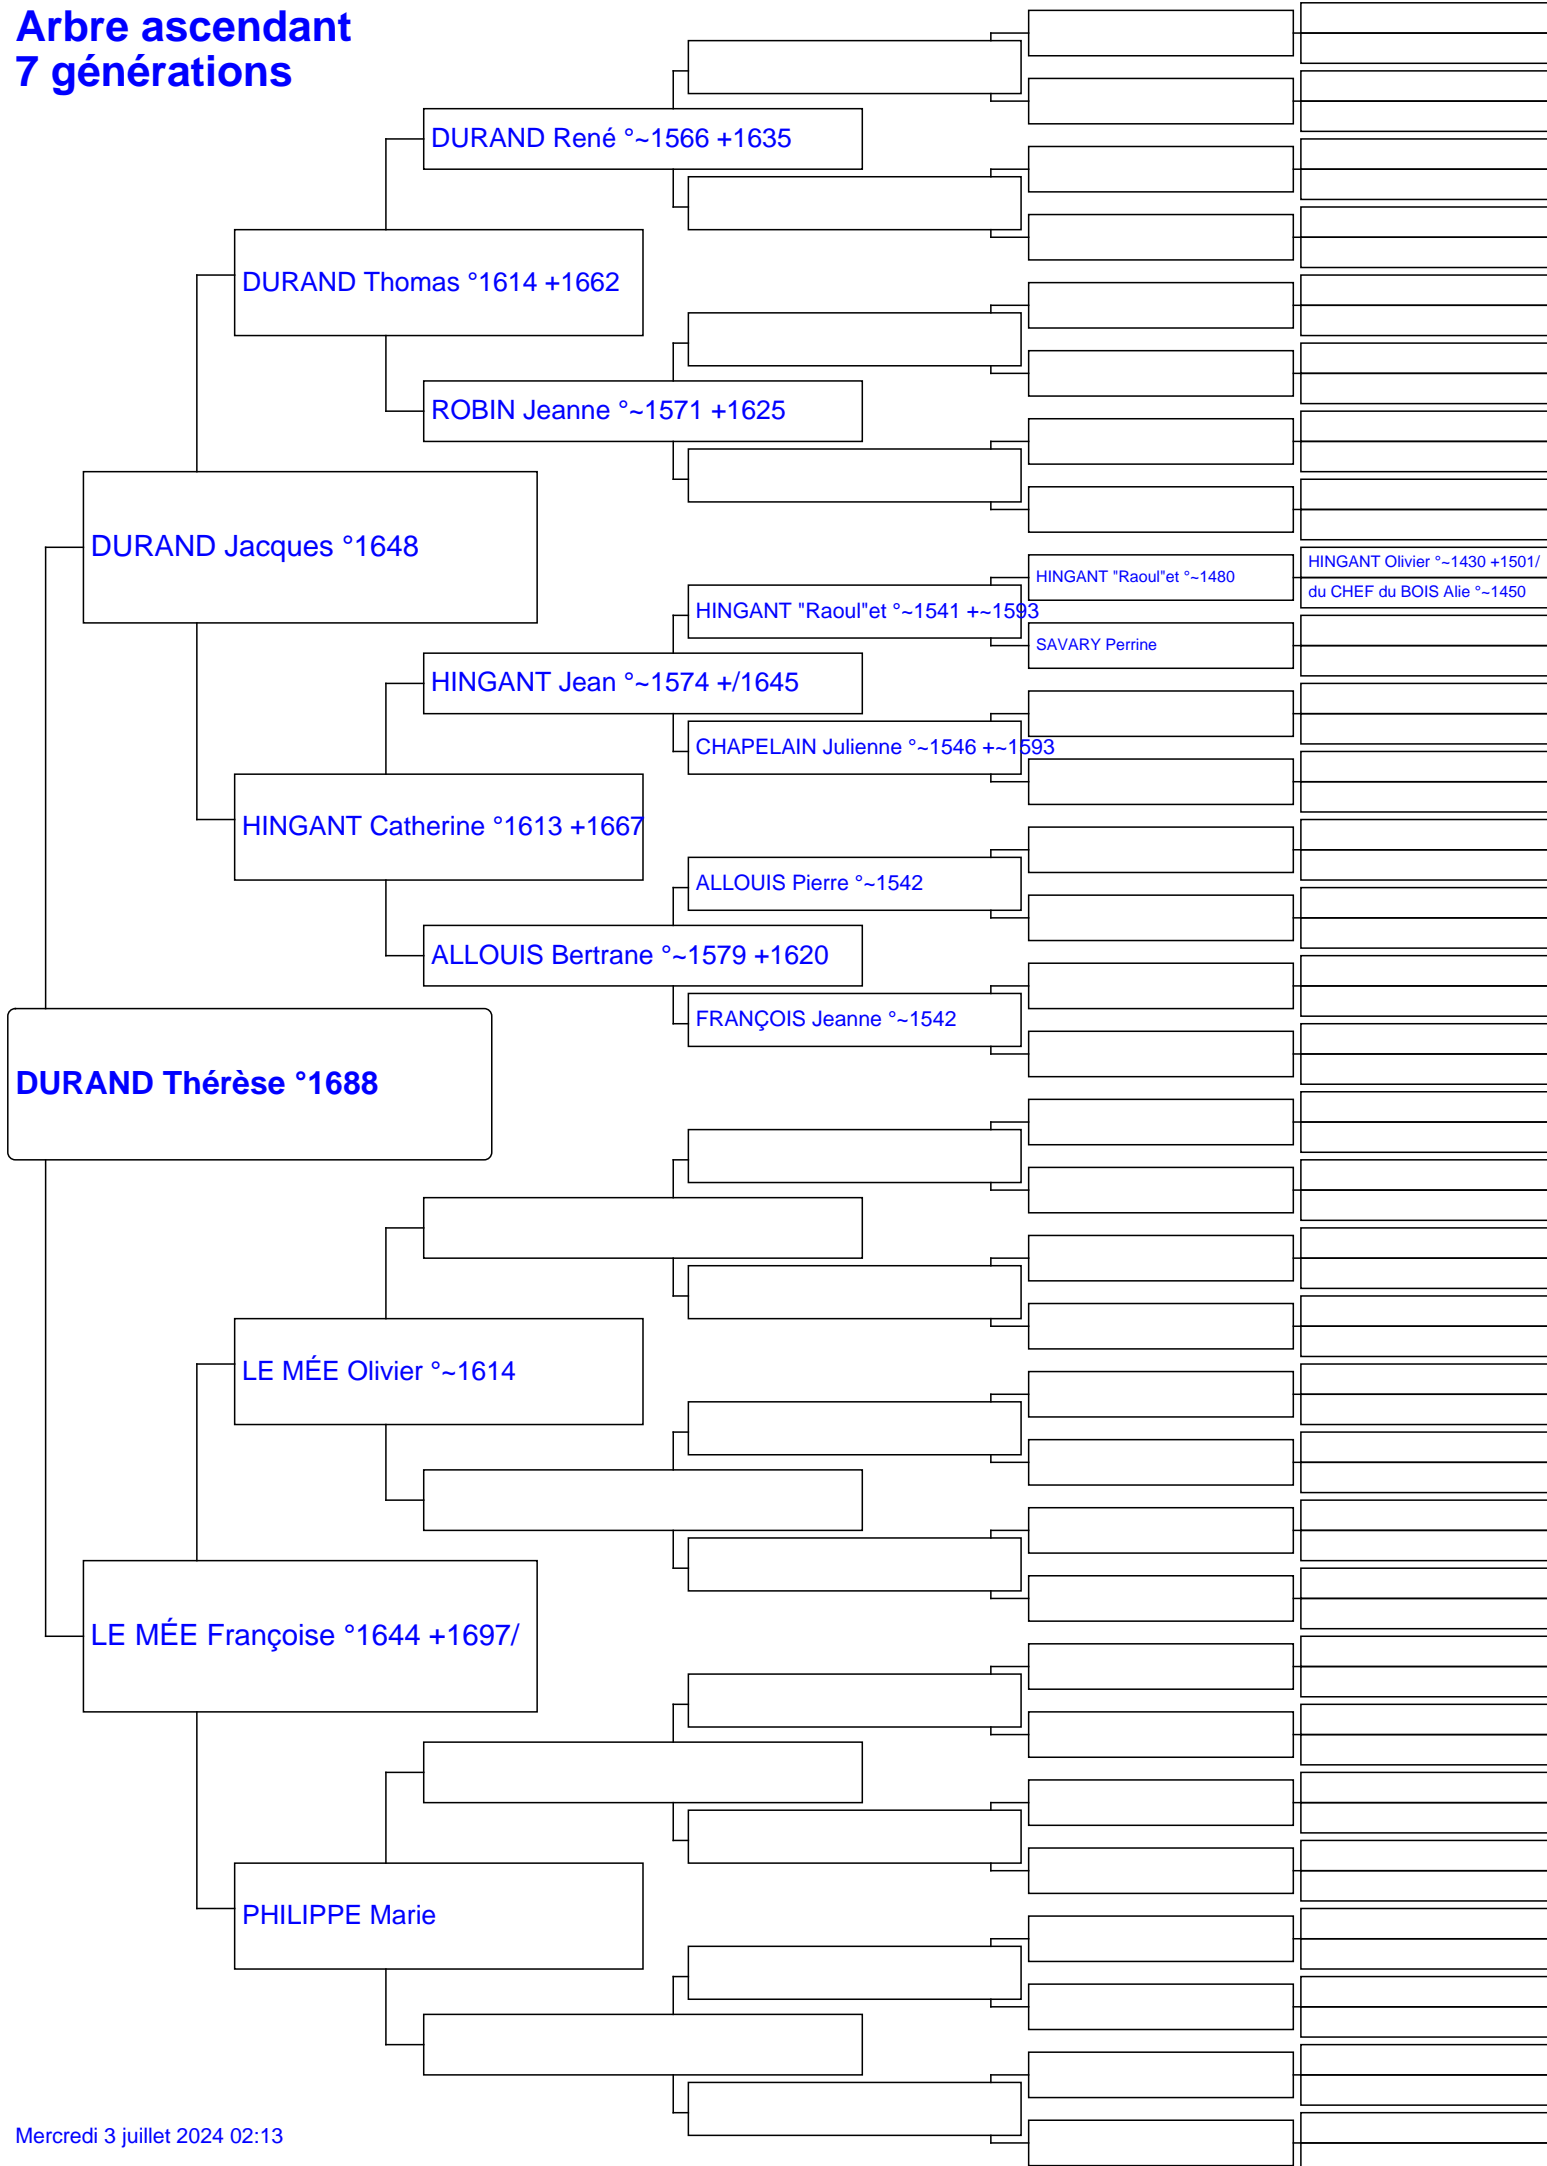 Arbre ascendant
7 générations
DURAND René °~1566 +1635
DURAND Thomas °1614 +1662
ROBIN Jeanne °~1571 +1625
DURAND Jacques °1648
HINGANT Olivier °~1430 +1501/
HINGANT "Raoul"et °~1480
du CHEF du BOIS Alie °~1450
HINGANT "Raoul"et °~1541 +~1593
SAVARY Perrine
HINGANT Jean °~1574 +/1645
CHAPELAIN Julienne °~1546 +~1593
HINGANT Catherine °1613 +1667
ALLOUIS Pierre °~1542
ALLOUIS Bertrane °~1579 +1620
FRANÇOIS Jeanne °~1542
DURAND Thérèse °1688
LE MÉE Olivier °~1614
LE MÉE Françoise °1644 +1697/
PHILIPPE Marie
Mercredi 3 juillet 2024 02:13